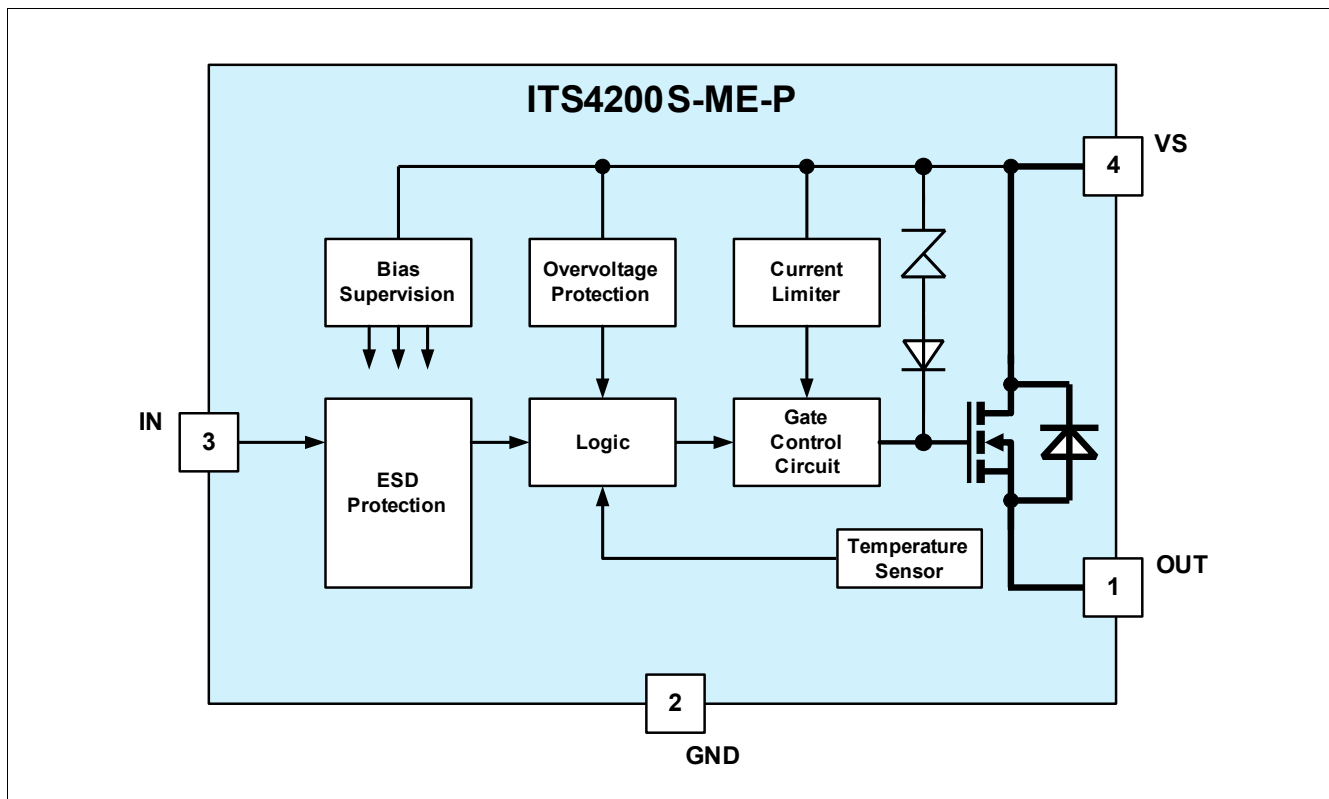 ITS4200S-ME-P
VS
4
Bias
Supervision
Overvoltage
Protection
Current
Limiter
IN
3
ESD
Protection
Logic
Gate
Control
Circuit
Temperature
Sensor
OUT
1
2
GND